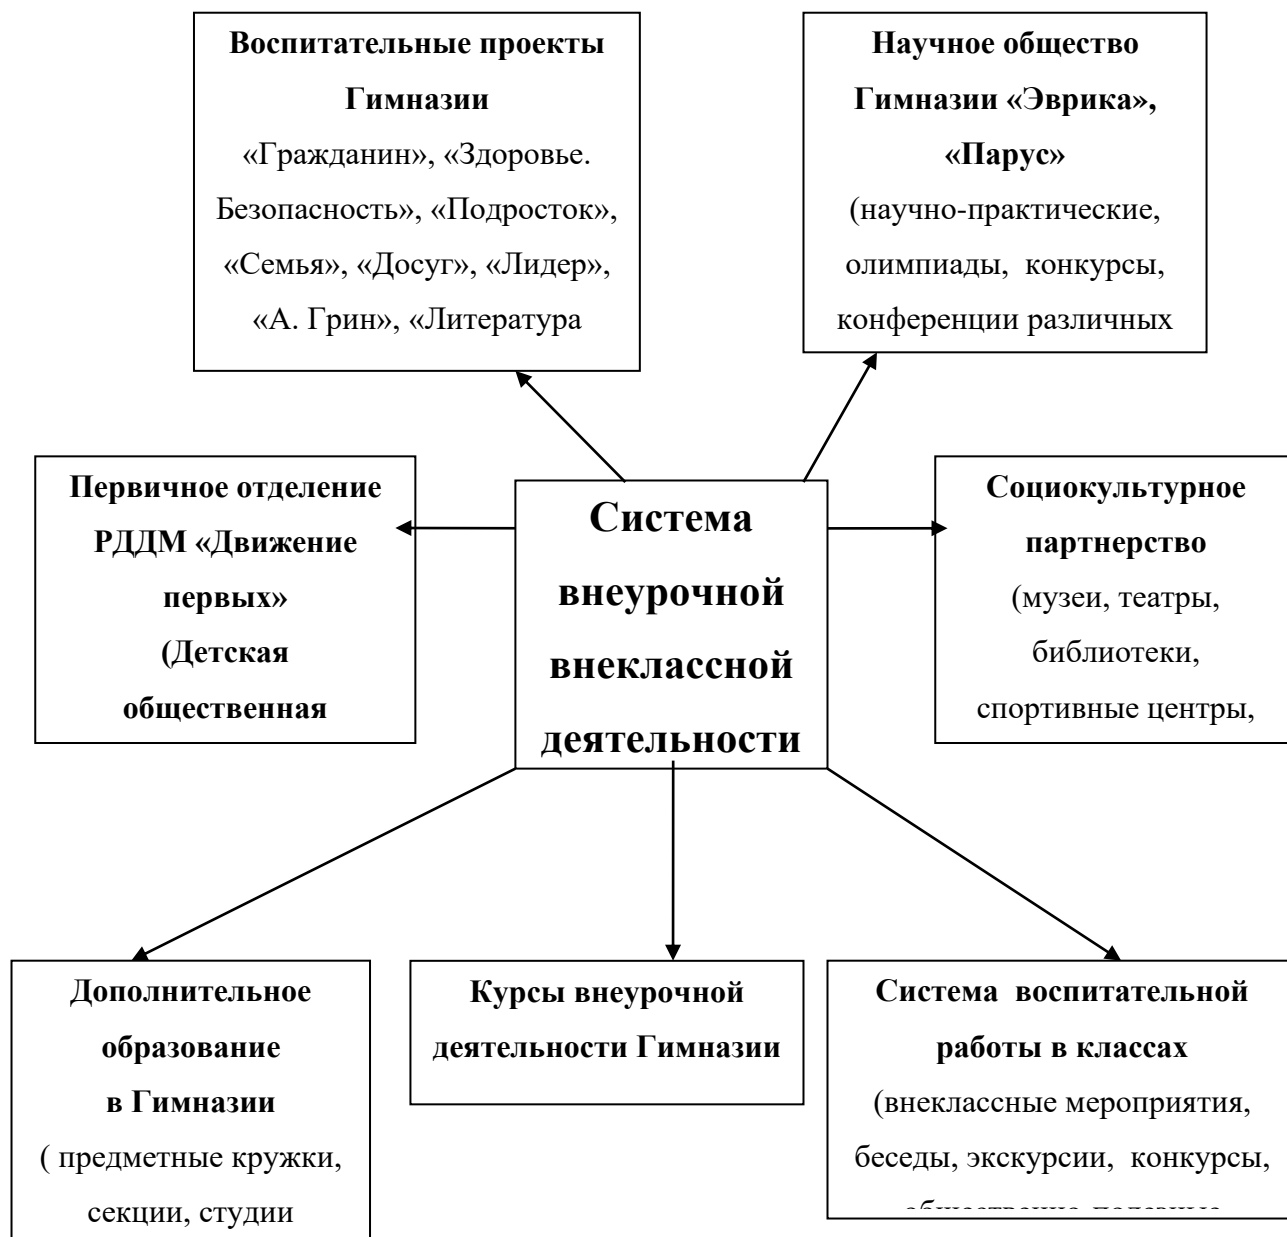 Воспитательные проекты
Гимназии
«Гражданин», «Здоровье.
Безопасность», «Подросток»,
«Семья», «Досуг», «Лидер»,
«А. Грин», «Литература
Научное общество
Гимназии «Эврика»,
«Парус»
(научно-практические,
олимпиады, конкурсы,
конференции различных
Первичное отделение
РДДМ «Движение
первых»
(Детская
общественная
Система
внеурочной
внеклассной
деятельности
Социокультурное
партнерство
(музеи, театры,
библиотеки,
спортивные центры,
Дополнительное
образование
в Гимназии
( предметные кружки,
секции, студии
Курсы внеурочной
деятельности Гимназии
Система воспитательной
работы в классах
(внеклассные мероприятия,
беседы, экскурсии, конкурсы,